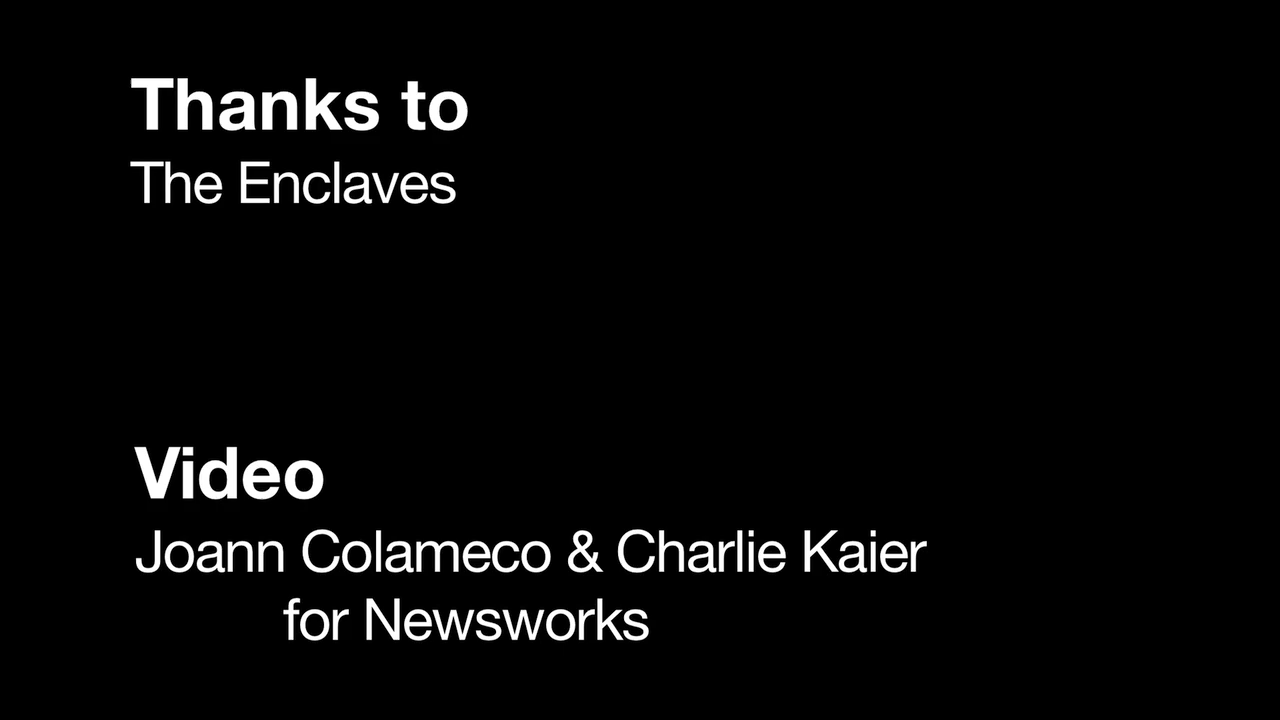 Thanks to
The Enclaves
Video
Joann Colameco & Charlie Kaier
for Newsworks